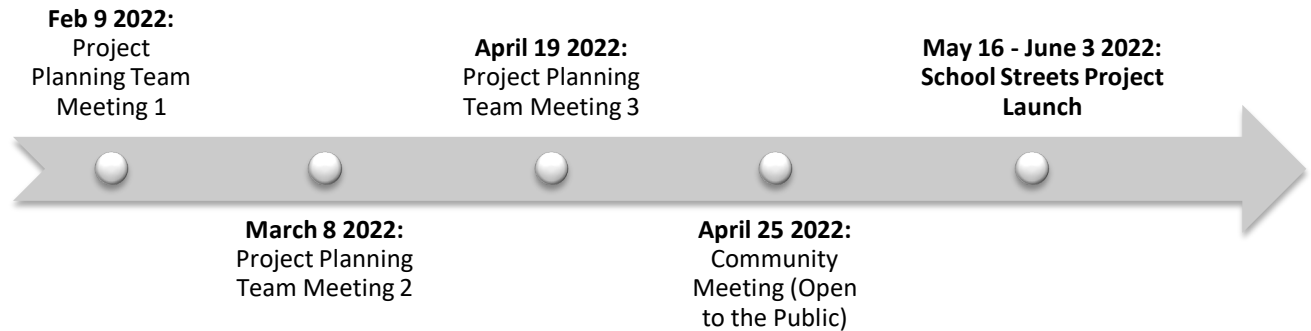 Feb 9 2022:
Project
Planning Team
Meeting 1
March 8 2022:
Project Planning
Team Meeting 2
April 19 2022:
Project Planning
Team Meeting 3
April 25 2022:
Community
Meeting (Open
to the Public)
May 16 - June 3 2022:
School Streets Project
Launch